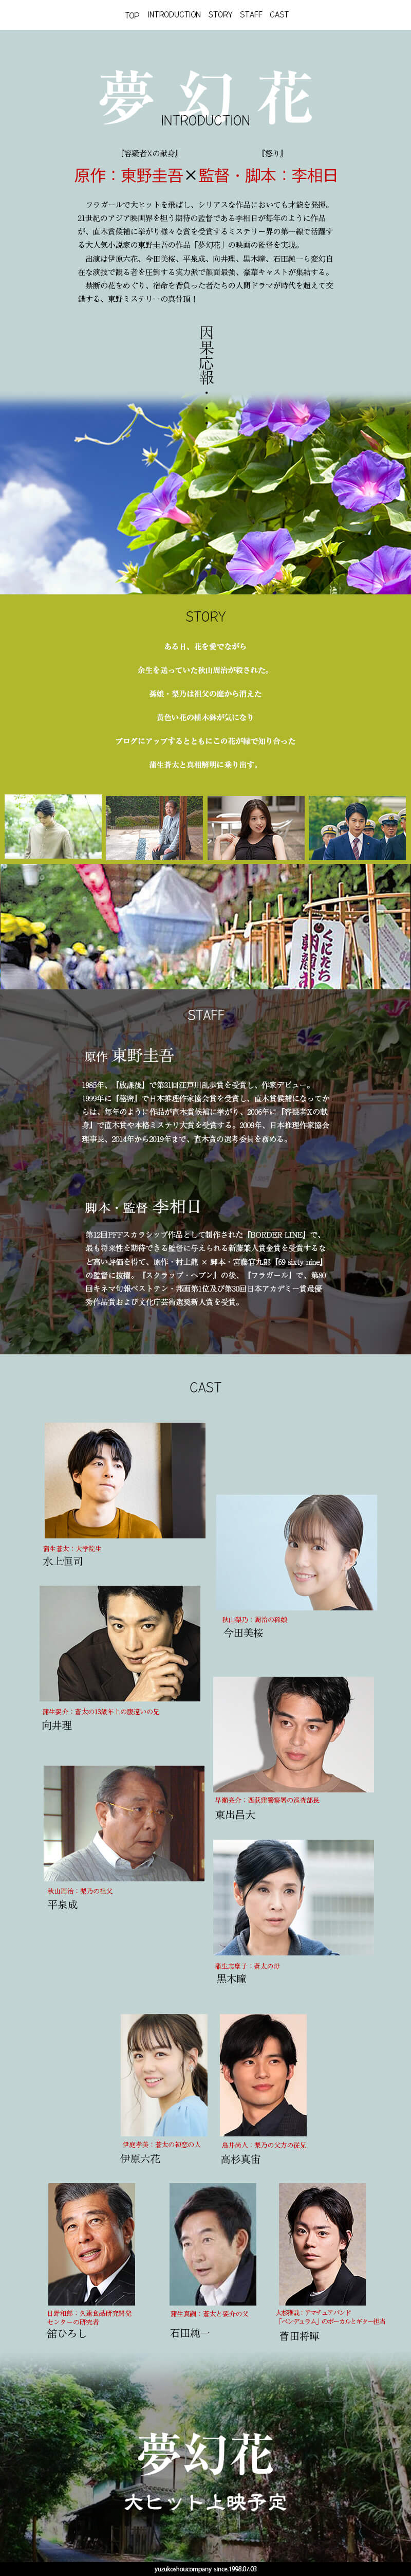 TOP INTRODUCTION STORY STAFF CAST
夢幻花
INTRODUCTION
『容疑者Xの献身』 『怒り』
原作：東野圭吾×監督・脚本：李相日
フラガールで大ヒットを飛ばし、シリアスな作品においても才能を発揮。
21世紀のアジア映画界を担う期待の監督である李相日が毎年のように作品
が、直木賞候補に挙がり様々な賞を受賞するミステリー界の第一線で活躍す
る大人気小説家の東野圭吾の作品「夢幻花」の映画の監督を実現。
出演は伊原六花、今田美桜、平泉成、向井理、黒木瞳、石田純一ら変幻自
在な演技で観る者を圧倒する実力派で顔面最強、豪華キャストが集結する。
禁断の花をめぐり、宿命を背負った者たちの人間ドラマが時代を超えて交
錯する、東野ミステリーの真骨頂！
因果応報・・・
STORY
ある日、花を愛でながら
余生を送っていた秋山周治が殺された。
孫娘・梨乃は祖父の庭から消えた
黄色い花の植木鉢が気になり
ブログにアップするとともにこの花が縁で知り合った
蒲生蒼太と真相解明に乗り出す。
くにたち
朝顔市
STAFF
原作 東野圭吾
1985年、『放課後』で第31回江戸川乱歩賞を受賞し、作家デビュー。
1999年に『秘密』で日本推理作家協会賞を受賞し、直木賞候補になってか
らは、毎年のように作品が直木賞候補に挙がり、2006年に『容疑者Xの献
身』で直木賞や本格ミステリ大賞を受賞する。2009年、日本推理作家協会
理事長、2014年から2019年まで、直木賞の選考委員を務める。
脚本・監督 李相日
第12回PFFスカラシップ作品として制作された『BORDER LINE』で、
最も将来性を期待できる監督に与えられる新藤兼人賞金賞を受賞するな
ど高い評価を得て、原作・村上龍 × 脚本・宮藤官九郎『69 sixty nine』
の監督に抜擢。『スクラップ・ヘブン』の後、『フラガール』で、第80
回キネマ旬報ベストテン・邦画第1位及び第30回日本アカデミー賞最優
秀作品賞および文化庁芸術選奨新人賞を受賞。
CAST
蒲生蒼太：大学院生
水上恒司
秋山梨乃：周治の孫娘
今田美桜
蒲生要介：蒼太の13歳年上の腹違いの兄
向井理
早瀬亮介：西荻窪警察署の巡査部長
東出昌大
秋山周治：梨乃の祖父
平泉成
蒲生志摩子：蒼太の母
黒木瞳
伊庭孝美：蒼太の初恋の人
伊原六花
鳥井尚人：梨乃の父方の従兄
高杉真宙
日野和郎：久遠食品研究開発
センターの研究者
舘ひろし
蒲生真嗣：蒼太と要介の父
石田純一
大杉雅哉：アマチュアバンド
「ペンデュラム」のボーカルとギター担当
菅田将暉
夢幻花
大ヒット上映予定
yuzukoshoucompany since.1998.07.03